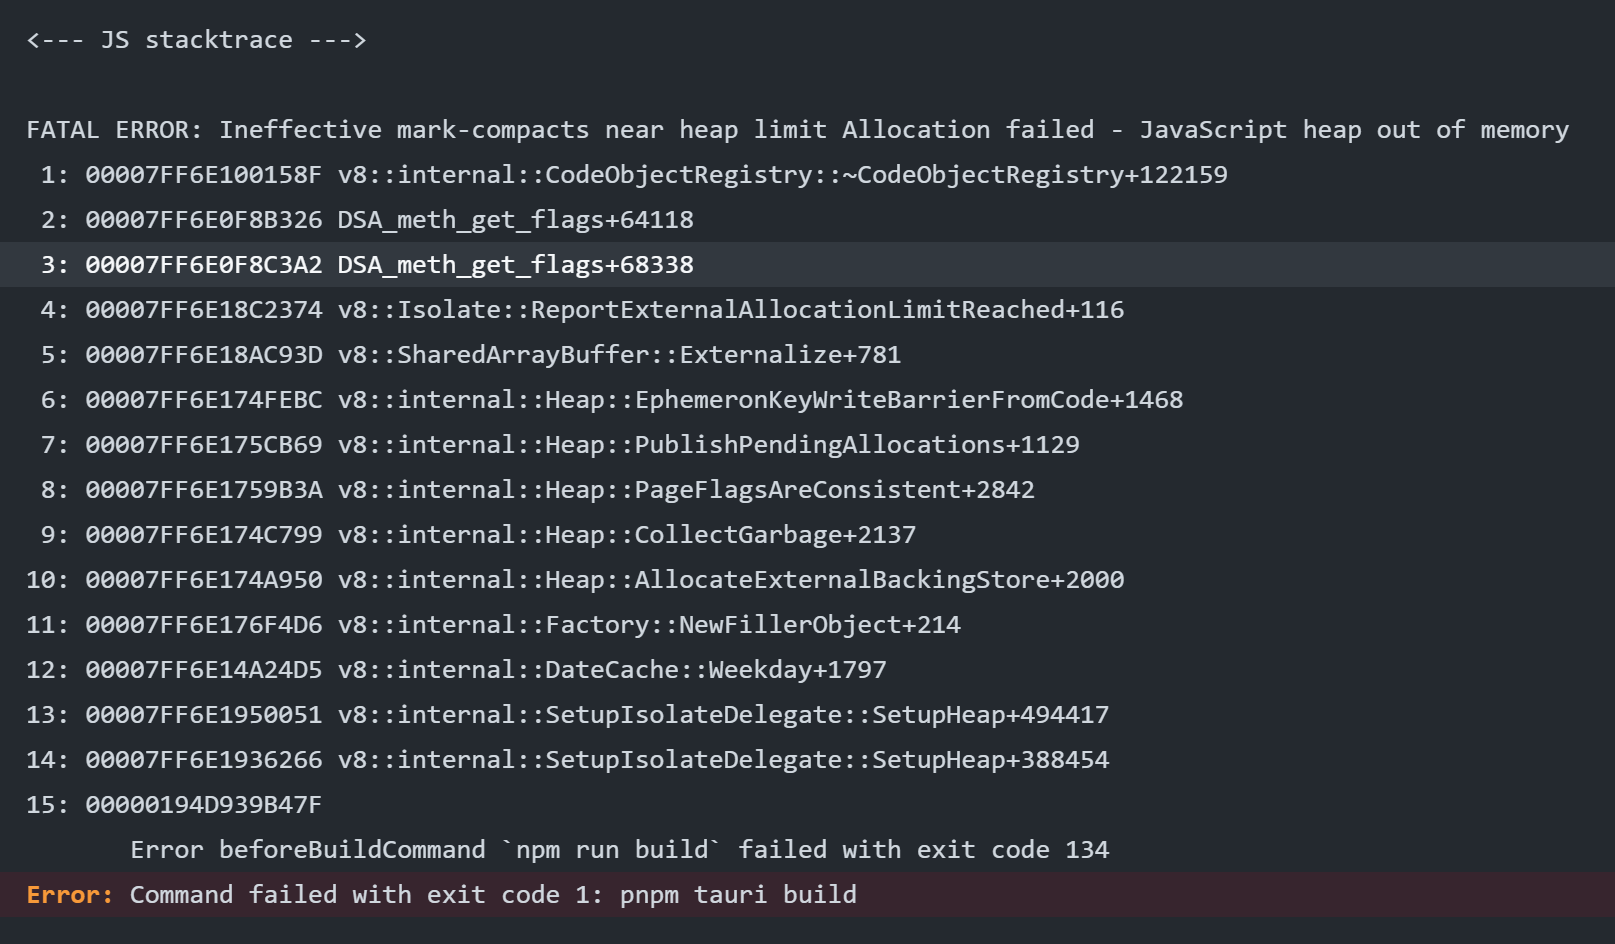 <--- JS stacktrace --->
FATAL ERROR: Ineffective mark-compacts near heap limit Allocation failed - JavaScript heap out of memory
1: 00007FF6E100158F v8::internal::CodeObjectRegistry::~CodeObjectRegistry+122159
2: 00007FF6E0F8B326 DSA_meth_get_flags+64118
3: 00007FF6E0F8C3A2 DSA_meth_get_flags+68338
4: 00007FF6E18C2374 v8::Isolate::ReportExternalAllocationLimitReached+116
5: 00007FF6E18AC93D v8::SharedArrayBuffer::Externalize+781
6: 00007FF6E174FEBC v8::internal::Heap::EphemeronKeyWriteBarrierFromCode+1468
7: 00007FF6E175CB69 v8::internal::Heap::PublishPendingAllocations+1129
8: 00007FF6E1759B3A v8::internal::Heap::PageFlagsAreConsistent+2842
9: 00007FF6E174C799 v8::internal::Heap::CollectGarbage+2137
10: 00007FF6E174A950 v8::internal::Heap::AllocateExternalBackingStore+2000
11: 00007FF6E176F4D6 v8::internal::Factory::NewFillerObject+214
12: 00007FF6E14A24D5 v8::internal::DateCache::Weekday+1797
13: 00007FF6E1950051 v8::internal::SetupIsolateDelegate::SetupHeap+494417
14: 00007FF6E1936266 v8::internal::SetupIsolateDelegate::SetupHeap+388454
15: 00000194D939B47F
Error beforeBuildCommand `npm run build` failed with exit code 134
Error: Command failed with exit code 1: pnpm tauri build